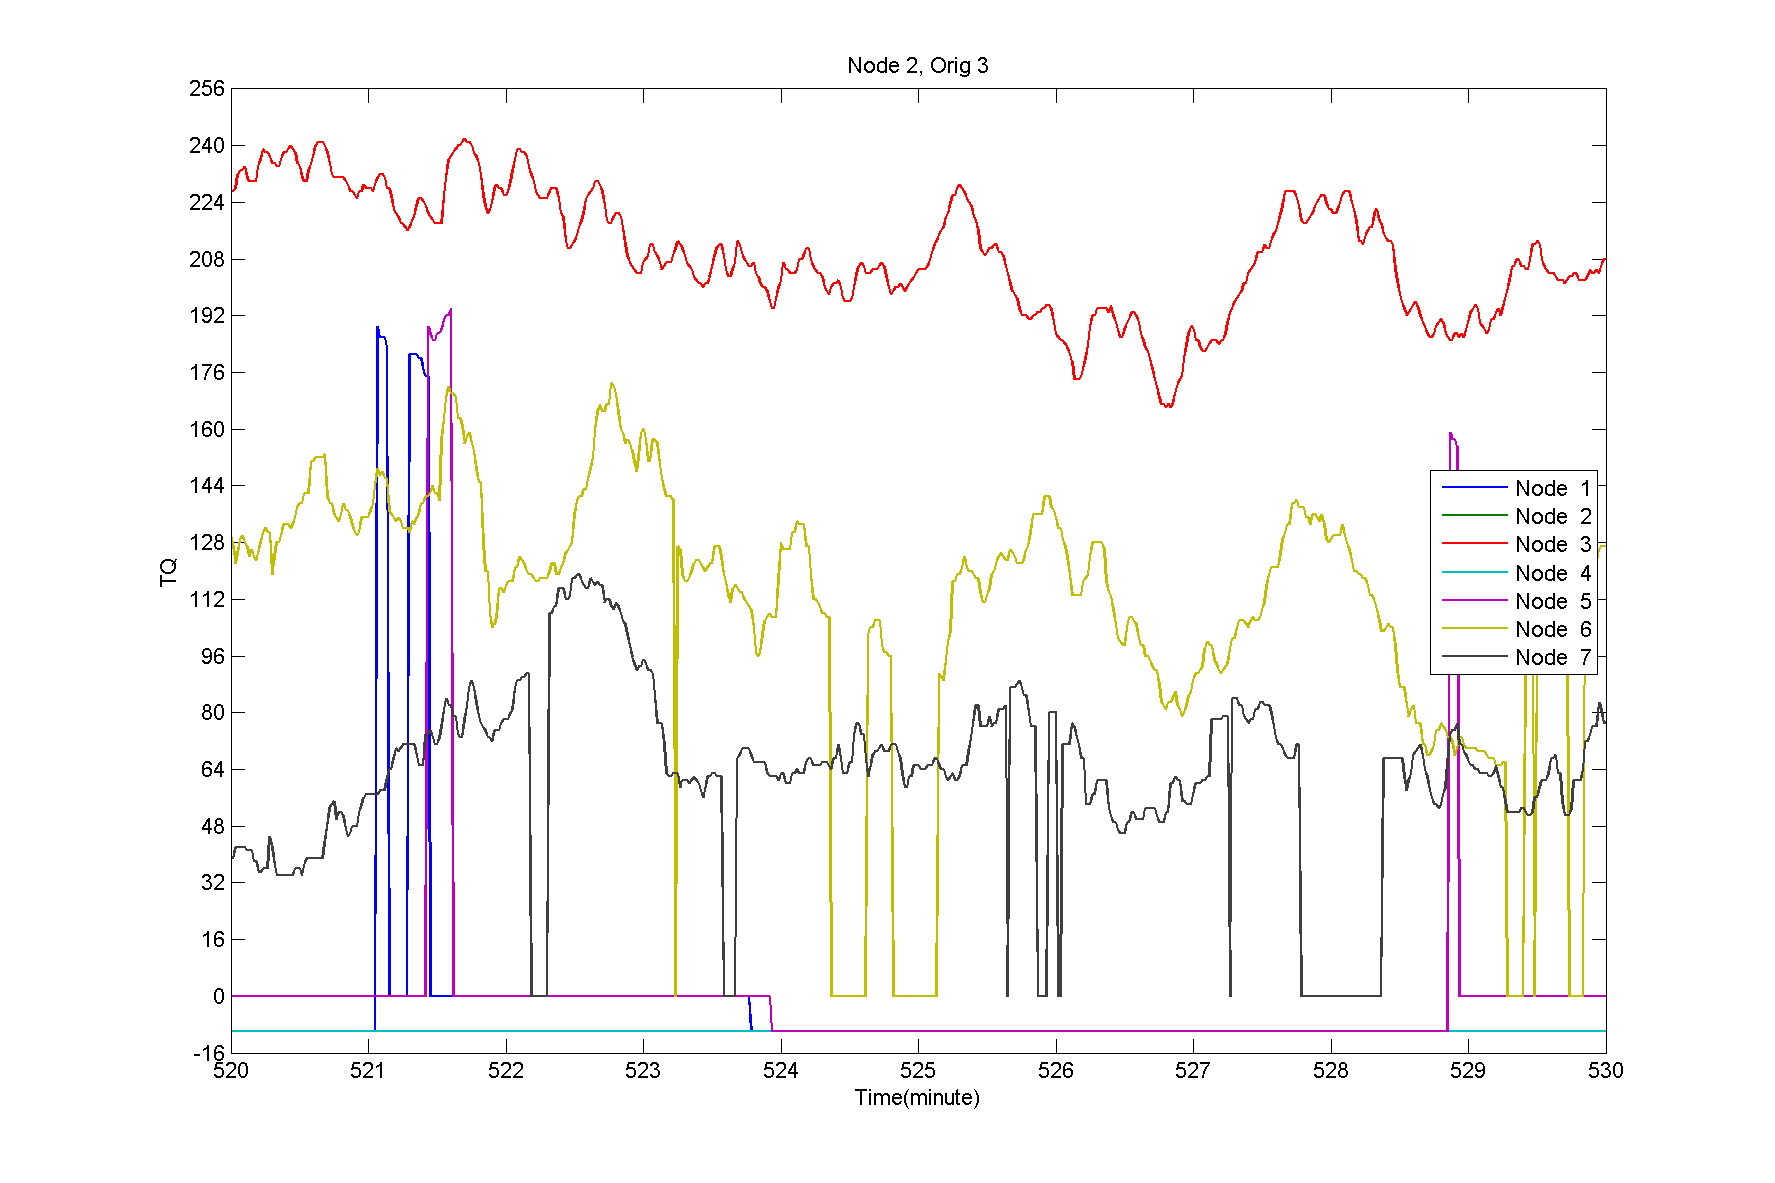 Node 2, Orig 3
256
240
224
208
192
176
160
144
128
112
96
80
64
48
32
16
0
-16
TQ
Node 1
Node 2
Node 3
Node 4
Node 5
Node 6
Node 7
520 521 522 523 524 525 526 527 528 529 530
Time(minute)